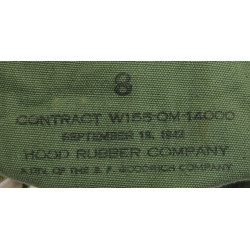 8
CONTRACT W155-QM-14000
SEPTEMBER 15, 1942
HOOD RUBBER COMPANY
A DIV. OF THE B. F. GOODRICH COMPANY